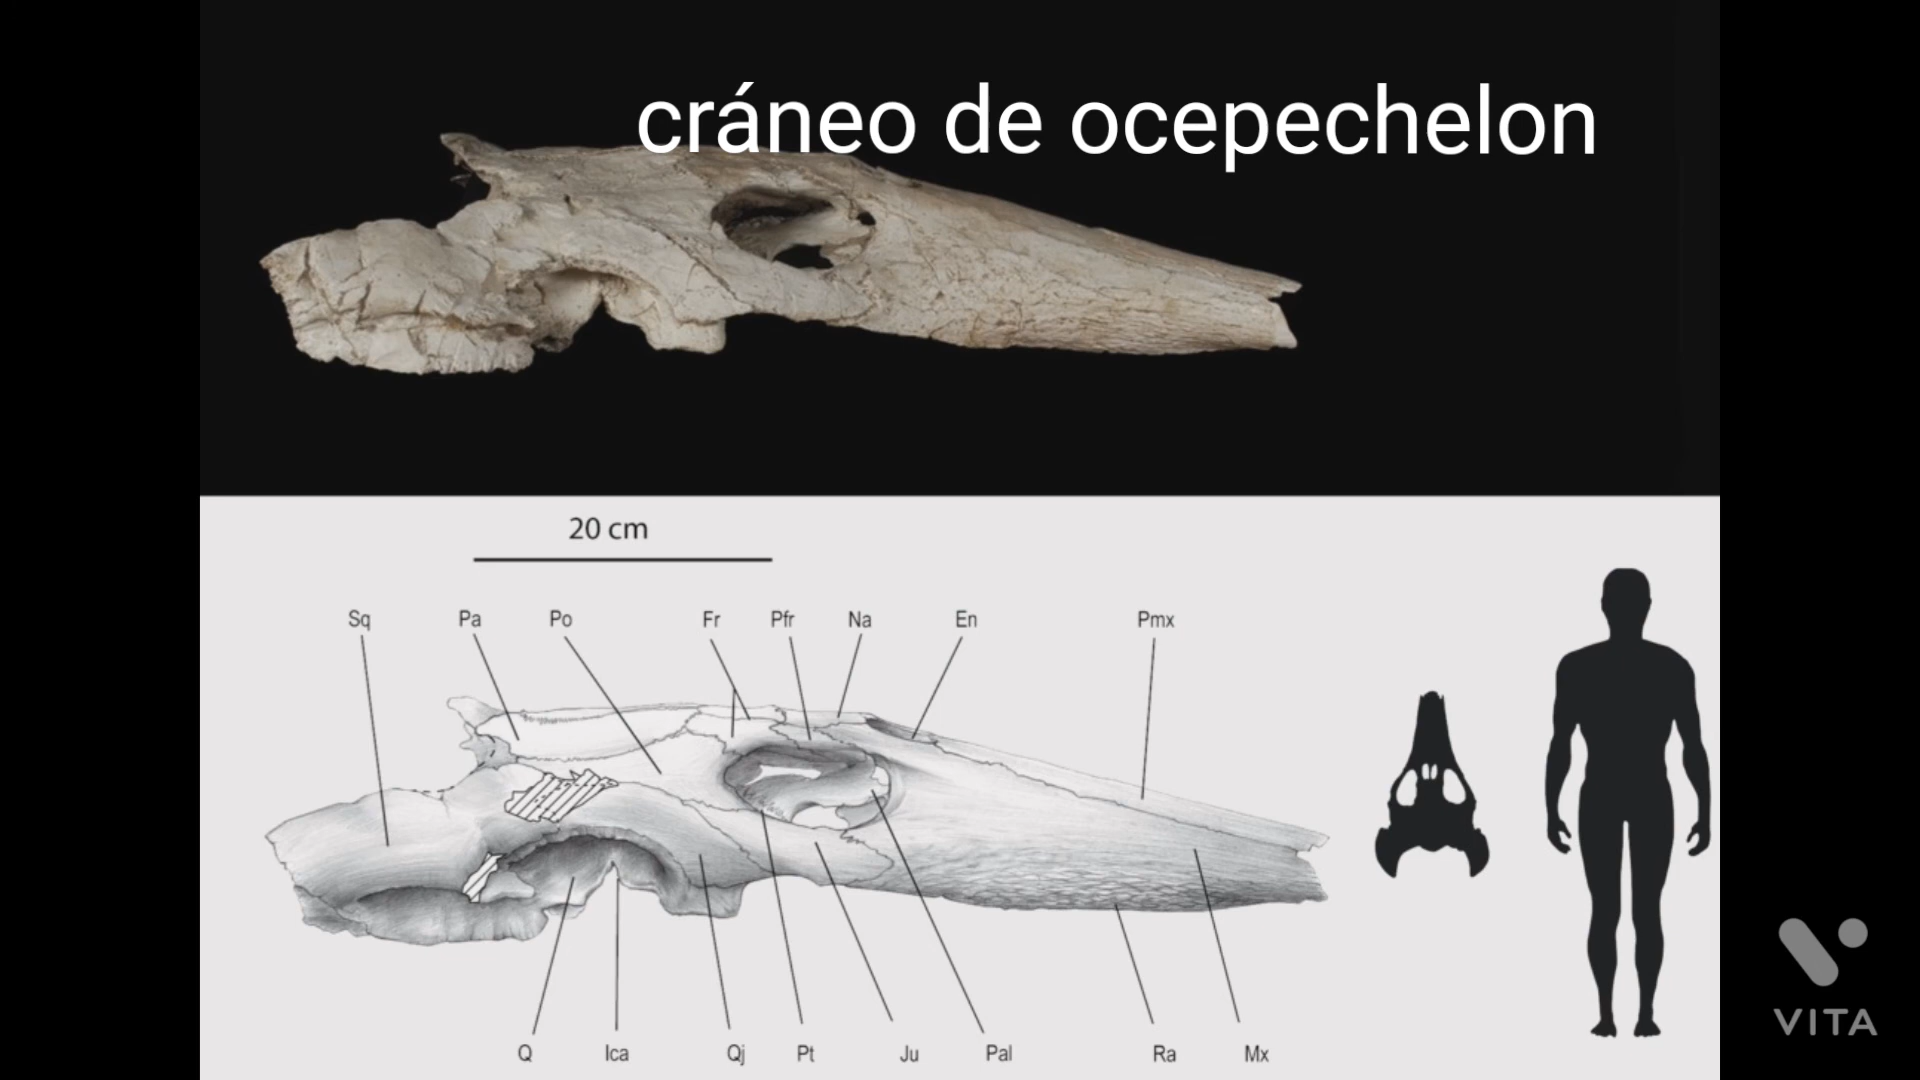 cráneo de ocepechelon
20 cm
Sq Pa Po Fr Pfr Na En Pmx
Q Ica Qj Pt Ju Pal Ra Mx
VITA